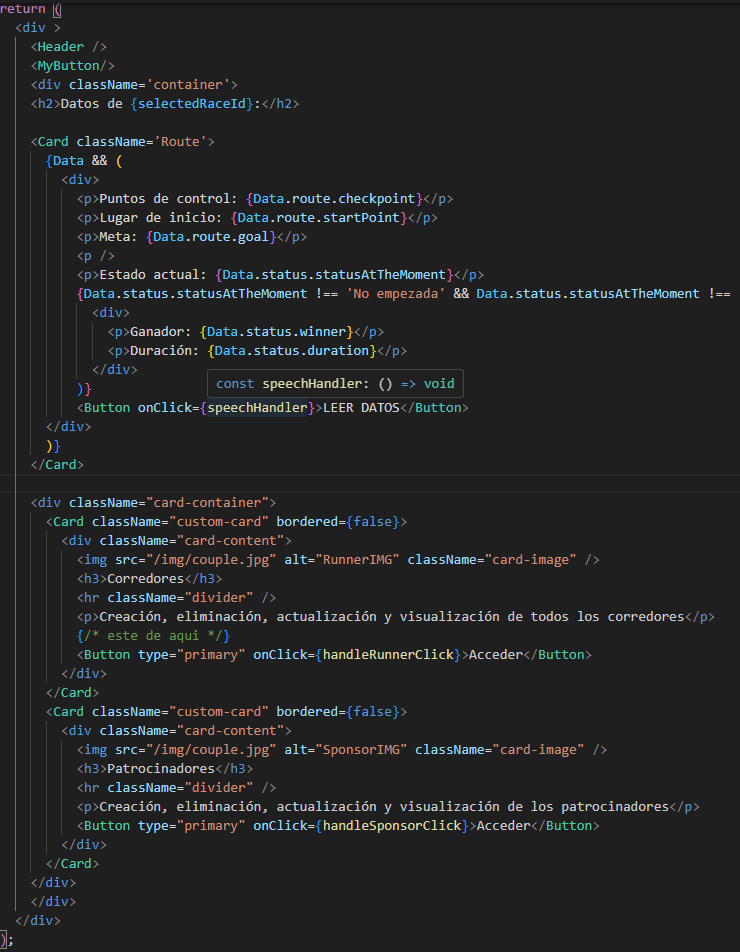 return (
<div >
<Header />
<MyButton/>
<div className='container'>
<h2>Datos de {selectedRaceId}:</h2>
<Card className='Route'>
{Data && (
<div>
<p>Puntos de control: {Data.route.checkpoint}</p>
<p>Lugar de inicio: {Data.route.startPoint}</p>
<p>Meta: {Data.route.goal}</p>
<p />
<p>Estado actual: {Data.status.statusAtTheMoment}</p>
{Data.status.statusAtTheMoment !== 'No empezada' && Data.status.statusAtTheMoment !==
<div>
<p>Ganador: {Data.status.winner}</p>
<p>Duración: {Data.status.duration}</p>
</div>
const speechHandler: () => void
)}
<Button onClick={speechHandler}>LEER DATOS</Button>
</div>
)}
</Card>
<div className="card-container">
<Card className="custom-card" bordered={false}>
<div className="card-content">
<img src="/img/couple.jpg" alt="RunnerIMG" className="card-image" />
<h3>Corredores</h3>
<hr className="divider" />
<p>Creación, eliminación, actualización y visualización de todos los corredores</p>
{/* este de aqui */}
<Button type="primary" onClick={handleRunnerClick}>Acceder</Button>
</div>
</Card>
<Card className="custom-card" bordered={false}>
<div className="card-content">
<img src="/img/couple.jpg" alt="SponsorIMG" className="card-image" />
<h3>Patrocinadores</h3>
<hr className="divider" />
<p>Creación, eliminación, actualización y visualización de los patrocinadores</p>
<Button type="primary" onClick={handleSponsorClick}>Acceder</Button>
</div>
</Card>
</div>
</div>
</div>
);